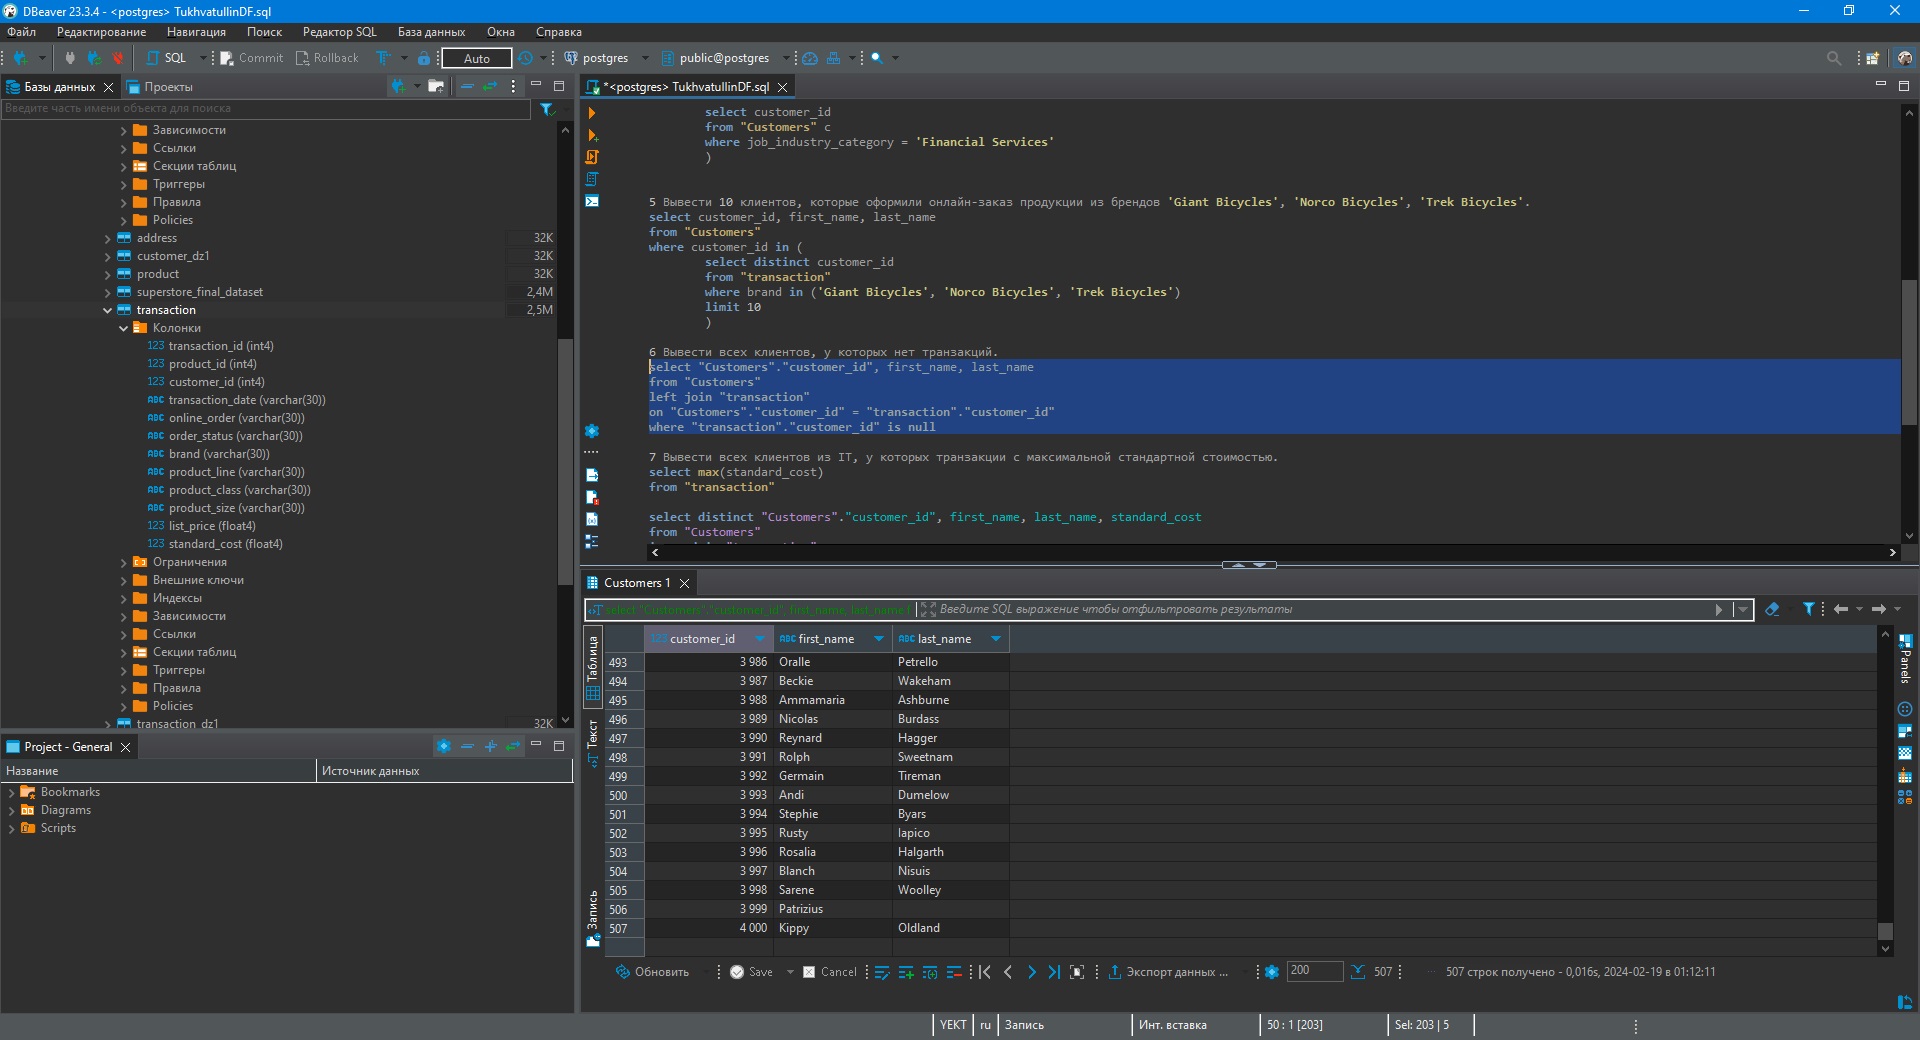 DBeaver 23.3.4 - <postgres> TukhvatullinDF.sql
Файл Редактирование Навигация Поиск Редактор SQL База данных Окна Справка
SQL Commit Rollback Auto postgres public@postgres
Базы данных Проекты
Введите часть имени объекта для поиска
Зависимости
Ссылки
Секции таблиц
Триггеры
Правила
Policies
address 32K
customer_dz1 32K
product 32K
superstore_final_dataset 2,4M
transaction 2,5M
Колонки
123 transaction_id (int4)
123 product_id (int4)
123 customer_id (int4)
ABC transaction_date (varchar(30))
ABC online_order (varchar(30))
ABC order_status (varchar(30))
ABC brand (varchar(30))
ABC product_line (varchar(30))
ABC product_class (varchar(30))
ABC product_size (varchar(30))
123 list_price (float4)
123 standard_cost (float4)
Ограничения
Внешние ключи
Индексы
Зависимости
Ссылки
Секции таблиц
Триггеры
Правила
Policies
transaction_dz1 32K
Project - General
Название Источник данных
Bookmarks
Diagrams
Scripts
*<postgres> TukhvatullinDF.sql
select customer_id
from "Customers" c
where job_industry_category = 'Financial Services'
)
5 Вывести 10 клиентов, которые оформили онлайн-заказ продукции из брендов 'Giant Bicycles', 'Norco Bicycles', 'Trek Bicycles'.
select customer_id, first_name, last_name
from "Customers"
where customer_id in (
select distinct customer_id
from "transaction"
where brand in ('Giant Bicycles', 'Norco Bicycles', 'Trek Bicycles')
limit 10
)
6 Вывести всех клиентов, у которых нет транзакций.
select "Customers"."customer_id", first_name, last_name
from "Customers"
left join "transaction"
on "Customers"."customer_id" = "transaction"."customer_id"
where "transaction"."customer_id" is null
7 Вывести всех клиентов из IT, у которых транзакции с максимальной стандартной стоимостью.
select max(standard_cost)
from "transaction"
select distinct "Customers"."customer_id", first_name, last_name, standard_cost
from "Customers"
Customers 1
select "Customers"."customer_id", first_name, last_name f
Введите SQL выражение чтобы отфильтровать результаты
Таблица
Текст
Запись
Panels
123 customer_id ABC first_name ABC last_name
493 3 986 Oralle Petrello
494 3 987 Beckie Wakeham
495 3 988 Ammamaria Ashburne
496 3 989 Nicolas Burdass
497 3 990 Reynard Hagger
498 3 991 Rolph Sweetnam
499 3 992 Germain Tireman
500 3 993 Andi Dumelow
501 3 994 Stephie Byars
502 3 995 Rusty Iapico
503 3 996 Rosalia Halgarth
504 3 997 Blanch Nisuis
505 3 998 Sarene Woolley
506 3 999 Patrizius
507 4 000 Kippy Oldland
Обновить Save Cancel Экспорт данных ... 200 507 507 строк получено - 0,016s, 2024-02-19 в 01:12:11
YEKT ru Запись Инт. вставка 50 : 1 [203] Sel: 203 | 5